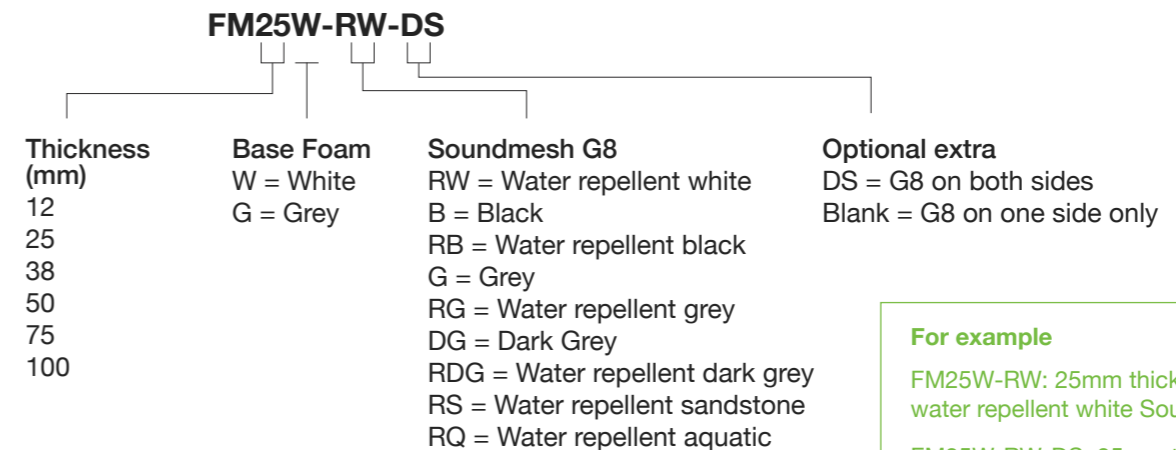 FM25W-RW-DS
Thickness
(mm)
12
25
38
50
75
100
Base Foam
W = White
G = Grey
Soundmesh G8
RW = Water repellent white
B = Black
RB = Water repellent black
G = Grey
RG = Water repellent grey
DG = Dark Grey
RDG = Water repellent dark grey
RS = Water repellent sandstone
RQ = Water repellent aquatic
Optional extra
DS = G8 on both sides
Blank = G8 on one side only
For example
FM25W-RW: 25mm thick
water repellent white Sou